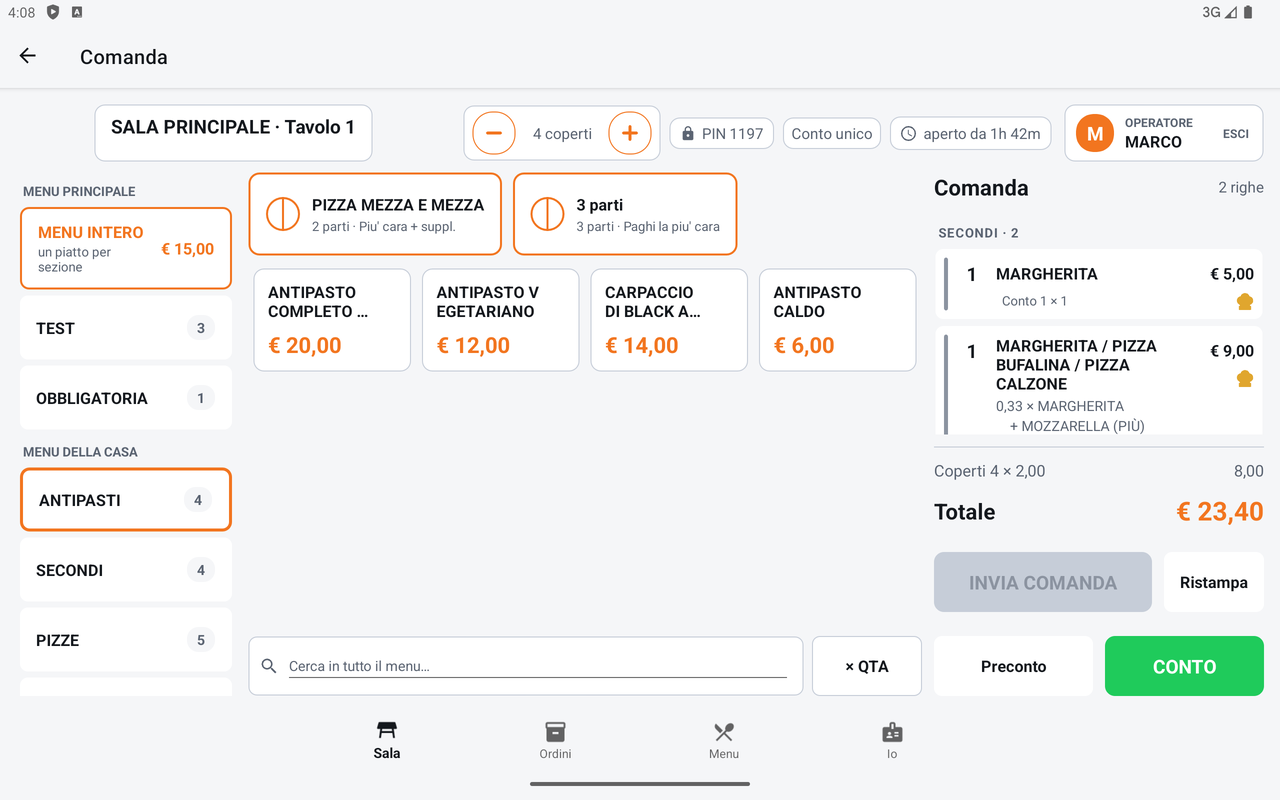 4:08
3G
Comanda
SALA PRINCIPALE · Tavolo 1
4 coperti
PIN 1197
Conto unico
aperto da 1h 42m
M
OPERATORE
MARCO
ESCI
MENU PRINCIPALE
MENU INTERO
un piatto per
sezione
€ 15,00
TEST
3
OBBLIGATORIA
1
MENU DELLA CASA
ANTIPASTI
4
SECONDI
4
PIZZE
5
PIZZA MEZZA E MEZZA
2 parti · Piu' cara + suppl.
3 parti
3 parti · Paghi la piu' cara
ANTIPASTO
COMPLETO ...
€ 20,00
ANTIPASTO V
EGETARIANO
€ 12,00
CARPACCIO
DI BLACK A...
€ 14,00
ANTIPASTO
CALDO
€ 6,00
Cerca in tutto il menu...
× QTA
Comanda
2 righe
SECONDI · 2
1
MARGHERITA
€ 5,00
Conto 1 × 1
1
MARGHERITA / PIZZA
BUFALINA / PIZZA
CALZONE
€ 9,00
0,33 × MARGHERITA
+ MOZZARELLA (PIÙ)
Coperti 4 × 2,00
8,00
Totale
€ 23,40
INVIA COMANDA
Ristampa
Preconto
CONTO
Sala
Ordini
Menu
Io